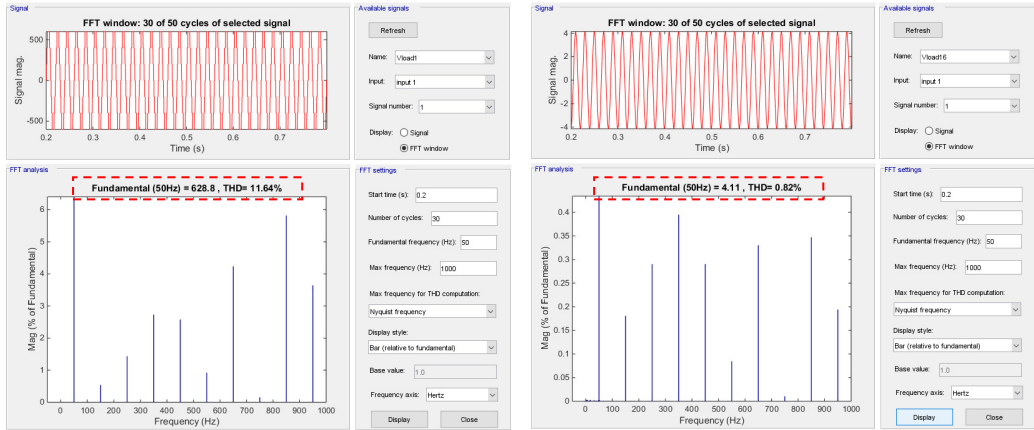 Signal
FFT window: 30 of 50 cycles of selected signal
500
0
-500
Signal mag.
0.2
0.3
0.4
0.5
0.6
0.7
Time (s)
Available signals
Refresh
Name:
Vload1
Input:
input 1
Signal number:
1
Display:
Signal
FFT window
FFT analysis
Fundamental (50Hz) = 628.8 , THD= 11.64%
6
5
4
3
2
1
0
Mag (% of Fundamental)
0
100
200
300
400
500
600
700
800
900
1000
Frequency (Hz)
FFT settings
Start time (s):
0.2
Number of cycles:
30
Fundamental frequency (Hz):
50
Max frequency (Hz):
1000
Max frequency for THD computation:
Nyquist frequency
Display style:
Bar (relative to fundamental)
Base value:
1.0
Frequency axis:
Hertz
Display
Close
Signal
FFT window: 30 of 50 cycles of selected signal
4
2
0
-2
-4
Signal mag.
0.2
0.3
0.4
0.5
0.6
0.7
Time (s)
Available signals
Refresh
Name:
Vload16
Input:
input 1
Signal number:
1
Display:
Signal
FFT window
FFT analysis
Fundamental (50Hz) = 4.11 , THD= 0.82%
0.4
0.35
0.3
0.25
0.2
0.15
0.1
0.05
0
Mag (% of Fundamental)
0
100
200
300
400
500
600
700
800
900
1000
Frequency (Hz)
FFT settings
Start time (s):
0.2
Number of cycles:
30
Fundamental frequency (Hz):
50
Max frequency (Hz):
1000
Max frequency for THD computation:
Nyquist frequency
Display style:
Bar (relative to fundamental)
Base value:
1.0
Frequency axis:
Hertz
Display
Close